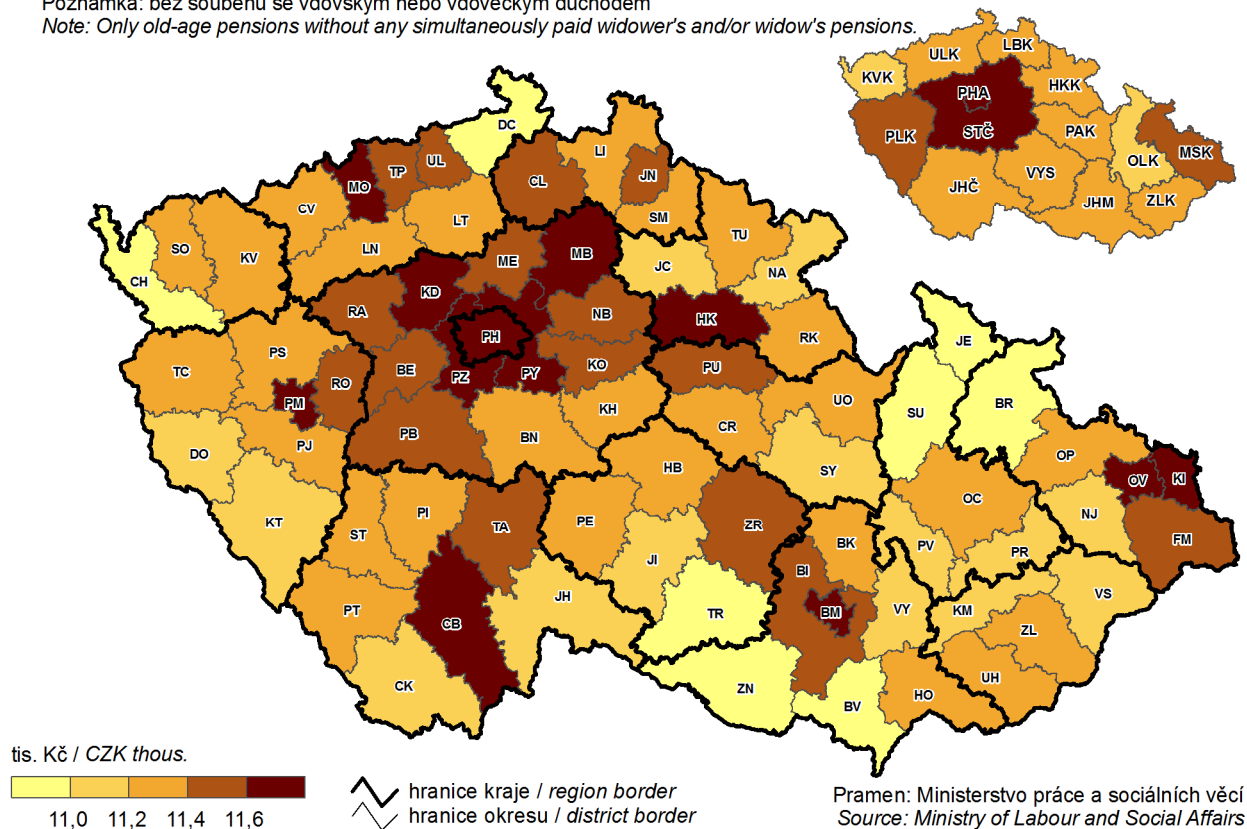 Poznámka: bez souběhu se vdovským nebo vdoveckým důchodem
Note: Only old-age pensions without any simultaneously paid widower's and/or widow's pensions.
ULK
LBK
KVK
HKK
PHA
PLK
STČ
PAK
MSK
OLK
VYS
JHČ
ZLK
JHM
DC
UL
LI
TP
MO
JN
CL
CV
LT
SM
SO
TU
LN
KV
MB
ME
JC
NA
CH
KD
RA
NB
HK
PH
RK
JE
PS
KO
PU
BE
TC
PZ
PY
RO
PM
UO
BR
SU
KH
CR
PB
BN
PJ
DO
OP
HB
SY
KI
OV
OC
PI
NJ
KT
PE
TA
ZR
ST
FM
BK
PV
PR
JI
BI
VS
JH
PT
VY
KM
BM
TR
CB
ZL
UH
CK
ZN
HO
BV
tis. Kč / CZK thous.
11,0 11,2 11,4 11,6
hranice kraje / region border
hranice okresu / district border
Pramen: Ministerstvo práce a sociálních věcí
Source: Ministry of Labour and Social Affairs